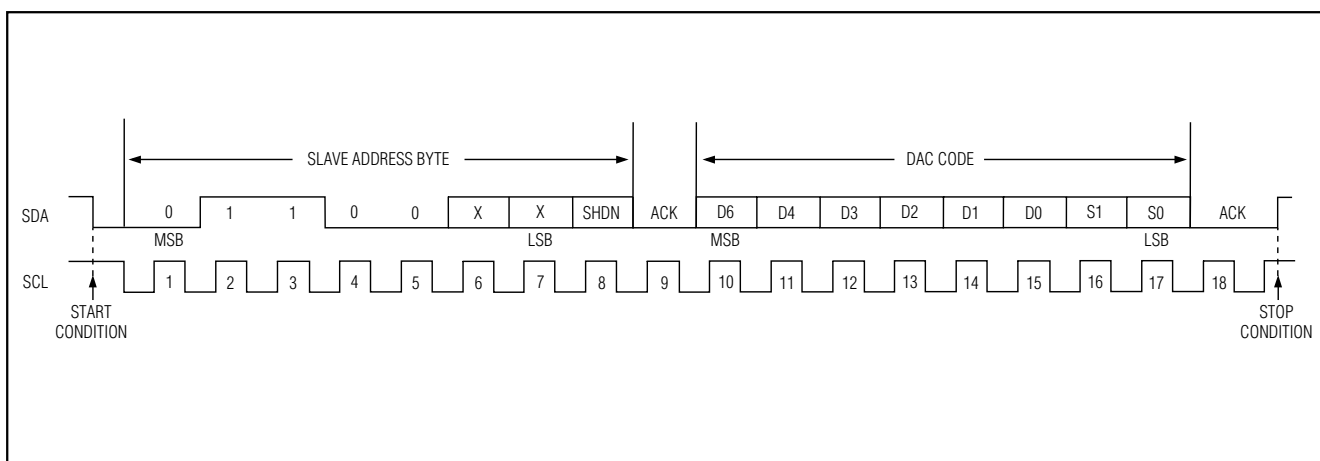 SLAVE ADDRESS BYTE DAC CODE
SDA 0 1 1 0 0 X X SHDN ACK D6 D4 D3 D2 D1 D0 S1 S0 ACK
MSB LSB MSB LSB
SCL 1 2 3 4 5 6 7 8 9 10 11 12 13 14 15 16 17 18
START
CONDITION
STOP
CONDITION